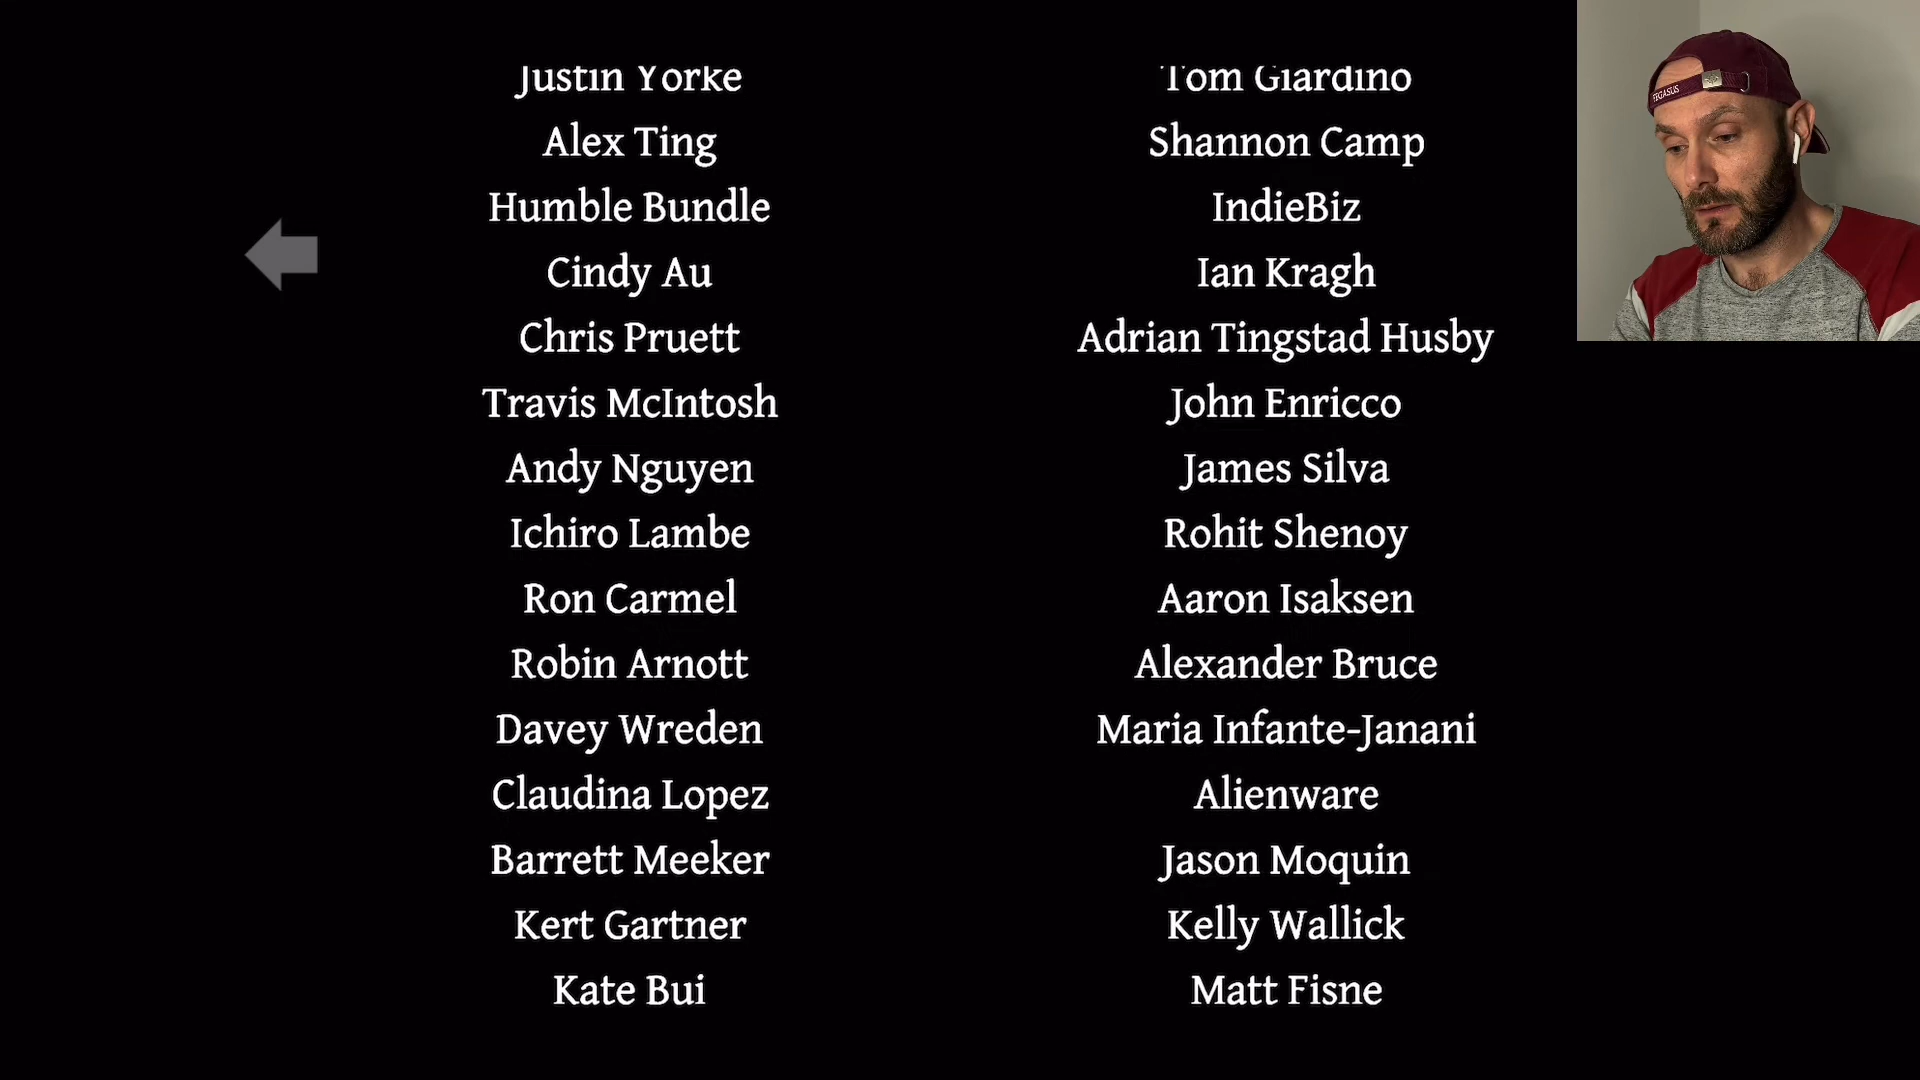 Justin Yorke
Tom Giardino
Alex Ting
Shannon Camp
Humble Bundle
IndieBiz
Cindy Au
Ian Kragh
Chris Pruett
Adrian Tingstad Husby
Travis McIntosh
John Enricco
Andy Nguyen
James Silva
Ichiro Lambe
Rohit Shenoy
Ron Carmel
Aaron Isaksen
Robin Arnott
Alexander Bruce
Davey Wreden
Maria Infante-Janani
Claudina Lopez
Alienware
Barrett Meeker
Jason Moquin
Kert Gartner
Kelly Wallick
Kate Bui
Matt Fisne
PEGASUS